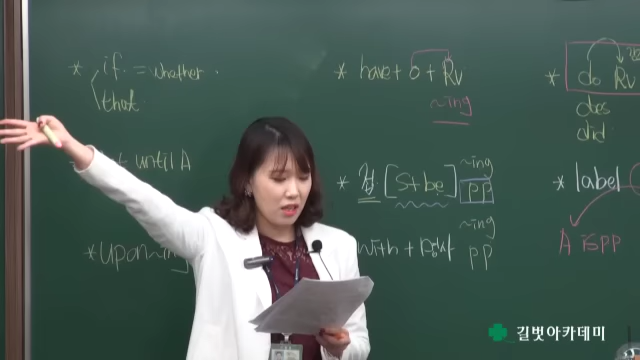 * if = whether.
that
* have + O + Rv
~ing
* do Rv
does
did
until A
* 접 [S+be] ~ing
pp
* label
A is pp
* upon ~ing
with + 명사 ~ing
pp
길벗아카데미